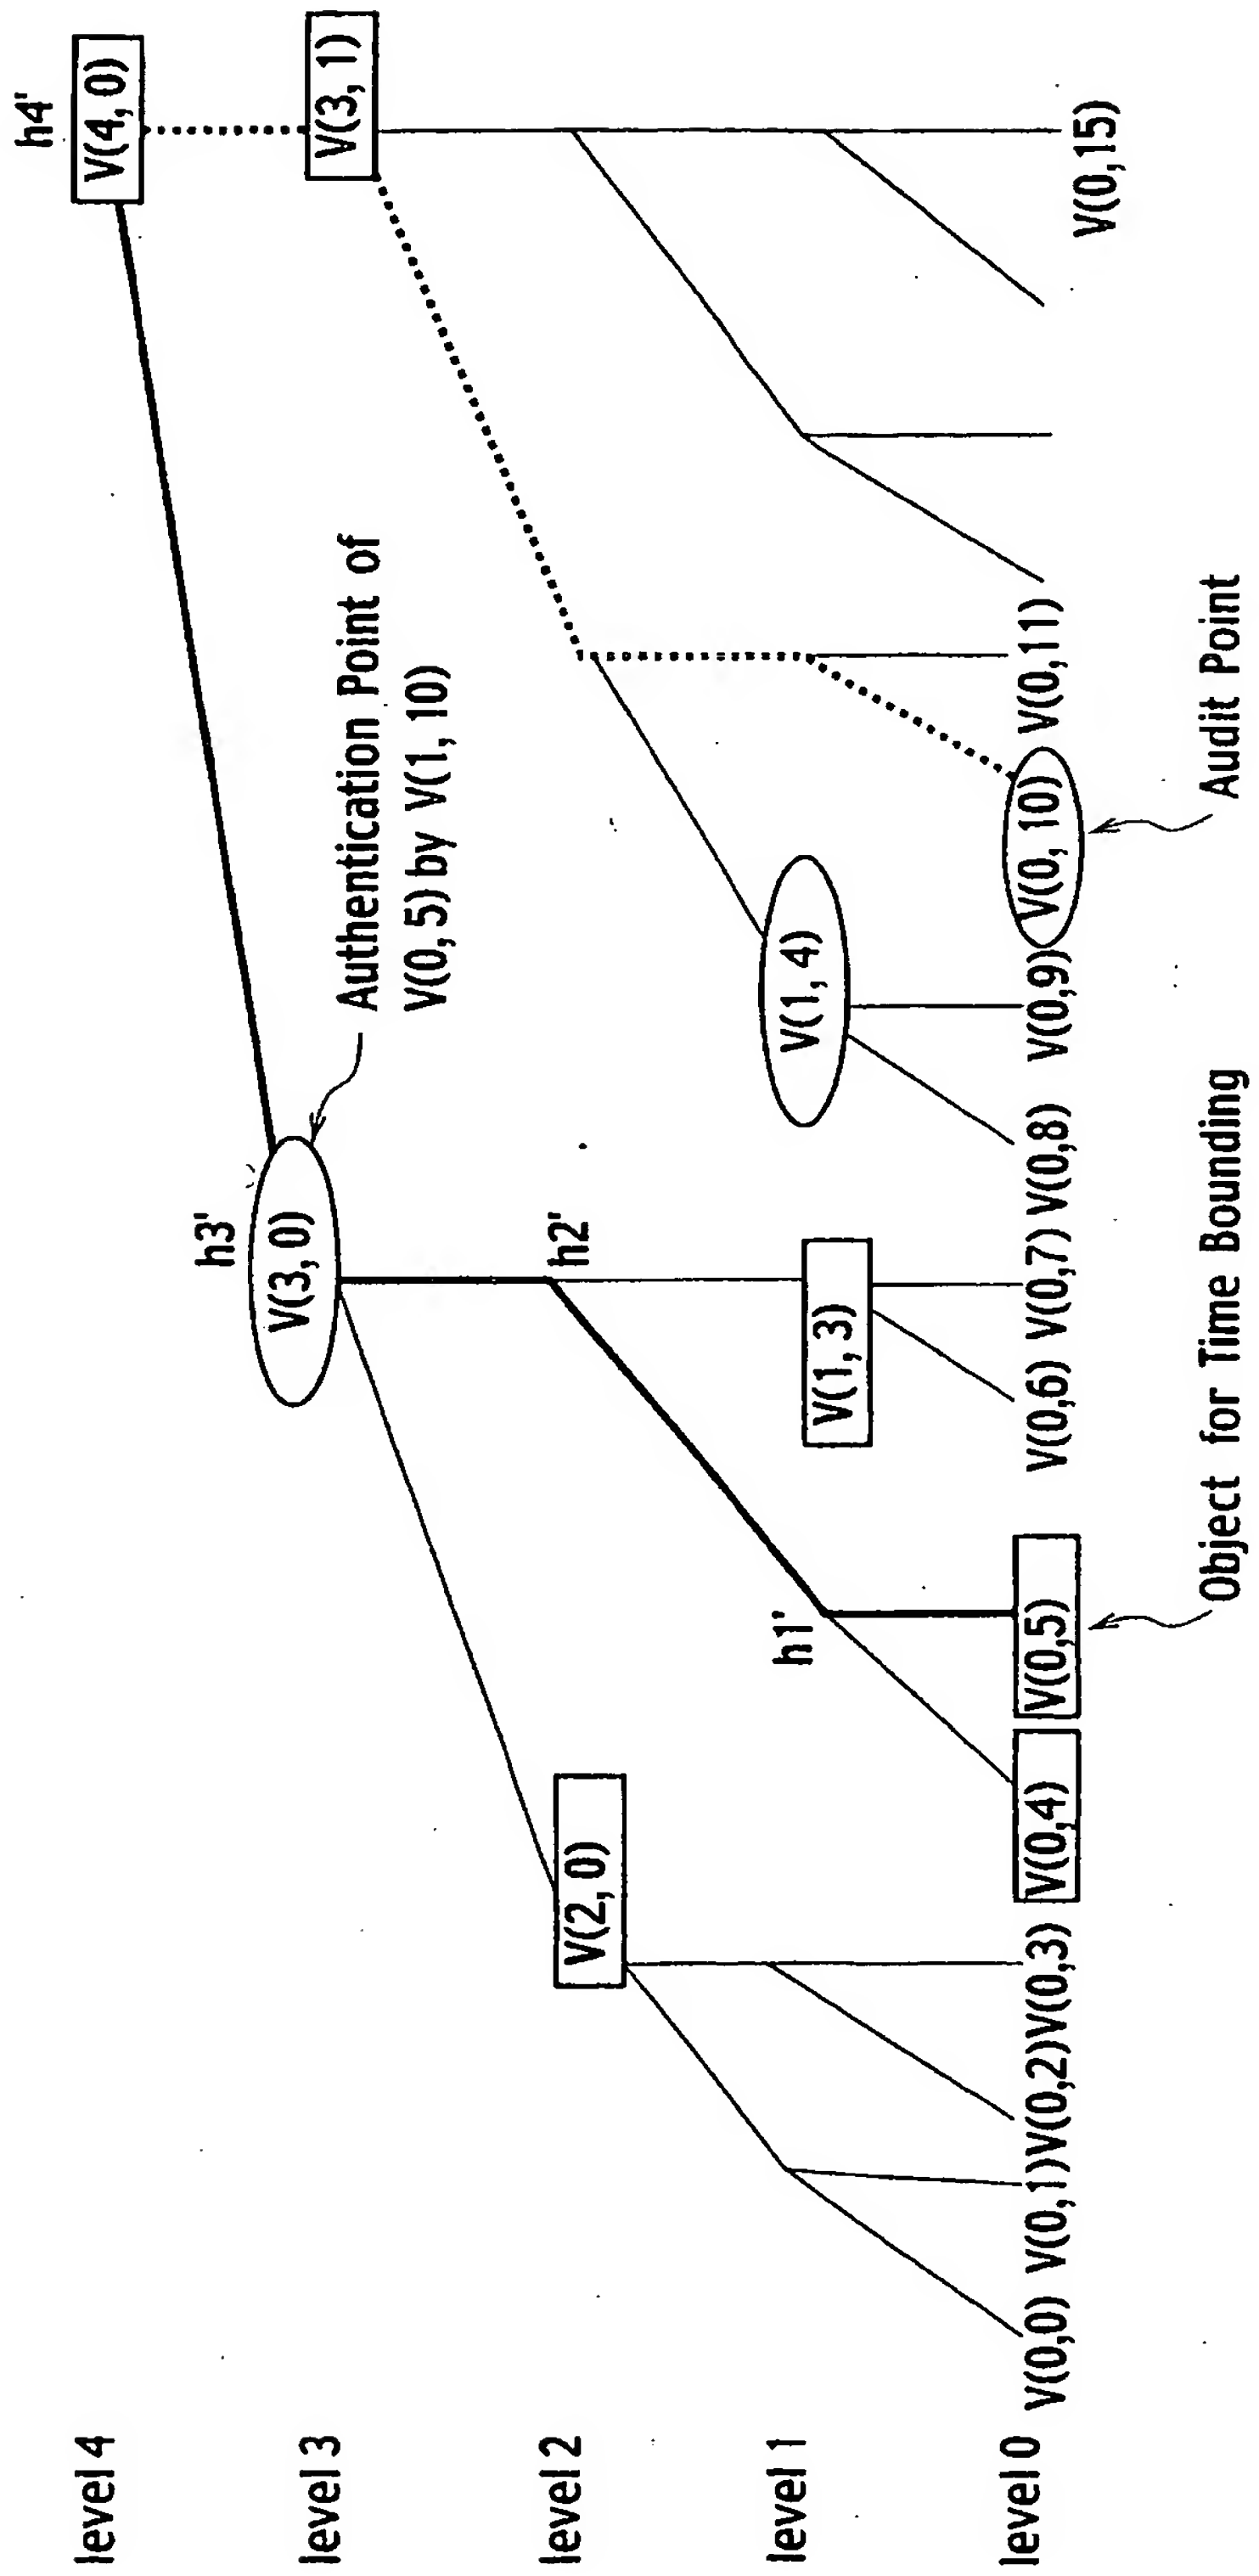 h4'
level 4
V(4, 0)
h3'
level 3
V(3, 0)
V(3, 1)
Authentication Point of
V(0, 5) by V(1, 10)
level 2
V(2, 0)
h2'
level 1
h1'
V(1, 3)
V(1, 4)
level 0
V(0,0)
V(0,1)
V(0,2)
V(0,3)
V(0,4)
V(0,5)
V(0,6)
V(0,7)
V(0,8)
V(0,9)
V(0, 10)
V(0,11)
V(0,15)
Object for Time Bounding
Audit Point